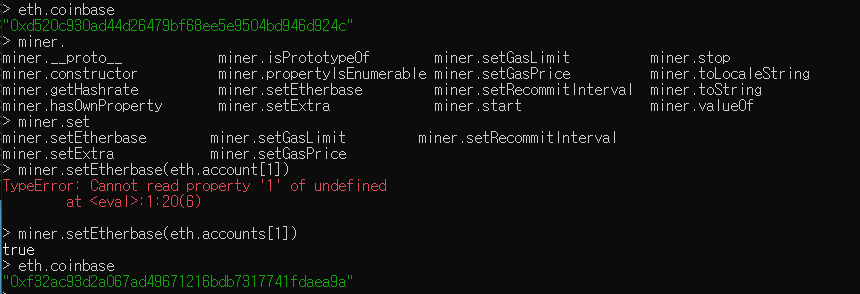 > eth.coinbase
"0xd520c930ad44d26479bf68ee5e9504bd946d924c"
> miner.
miner.__proto__ miner.isPrototypeOf miner.setGasLimit miner.stop
miner.constructor miner.propertyIsEnumerable miner.setGasPrice miner.toLocaleString
miner.getHashrate miner.setEtherbase miner.setRecommitInterval miner.toString
miner.hasOwnProperty miner.setExtra miner.start miner.valueOf
> miner.set
miner.setEtherbase miner.setGasLimit miner.setRecommitInterval
miner.setExtra miner.setGasPrice
> miner.setEtherbase(eth.account[1])
TypeError: Cannot read property '1' of undefined
at <eval>:1:20(6)
> miner.setEtherbase(eth.accounts[1])
true
> eth.coinbase
"0xf32ac93d2a067ad49671216bdb7317741fdaea9a"